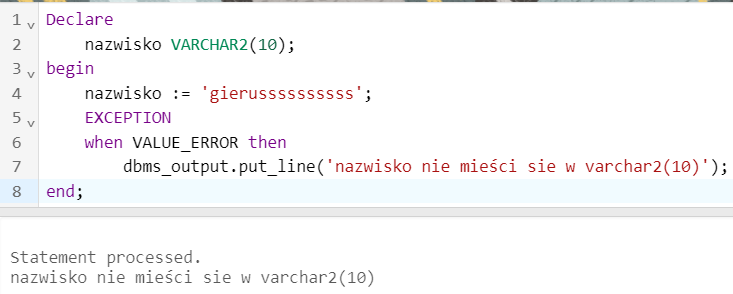 1 Declare
2 nazwisko VARCHAR2(10);
3 begin
4 nazwisko := 'gierussssssssss';
5 EXCEPTION
6 when VALUE_ERROR then
7 dbms_output.put_line('nazwisko nie mieści sie w varchar2(10)');
8 end;
Statement processed.
nazwisko nie mieści sie w varchar2(10)